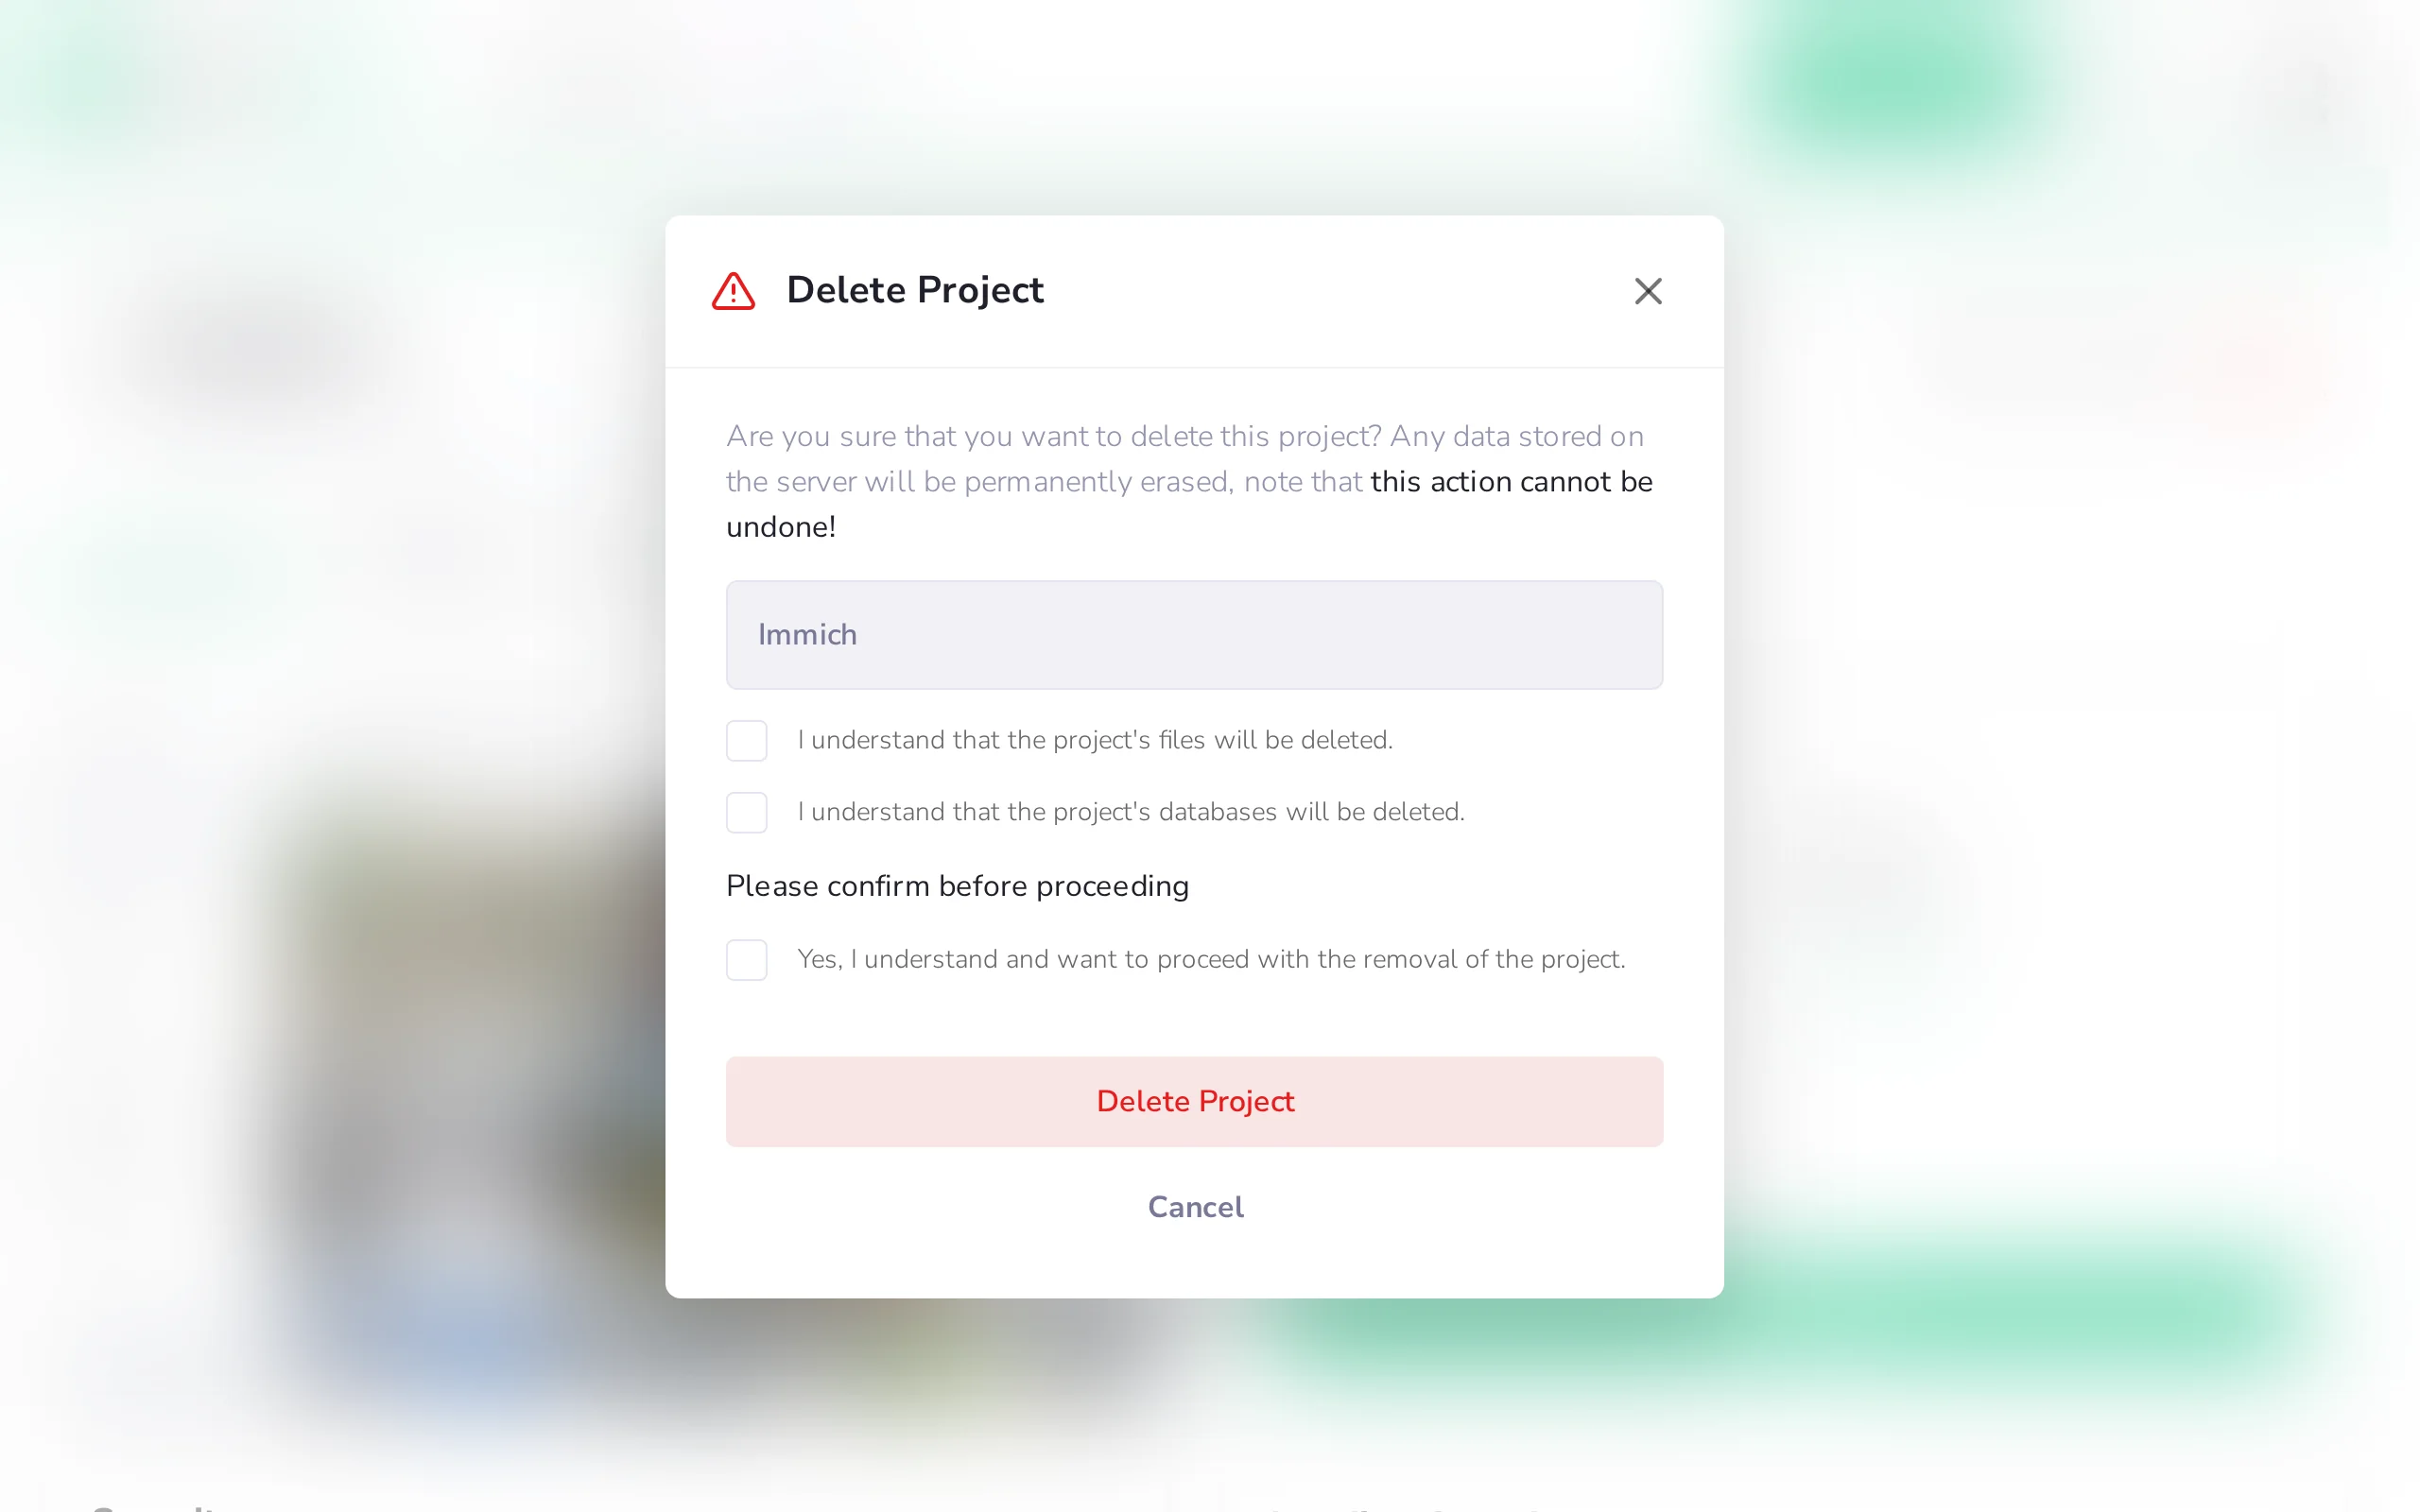 Delete Project
Are you sure that you want to delete this project? Any data stored on
the server will be permanently erased, note that this action cannot be
undone!
Immich
I understand that the project's files will be deleted.
I understand that the project's databases will be deleted.
Please confirm before proceeding
Yes, I understand and want to proceed with the removal of the project.
Delete Project
Cancel